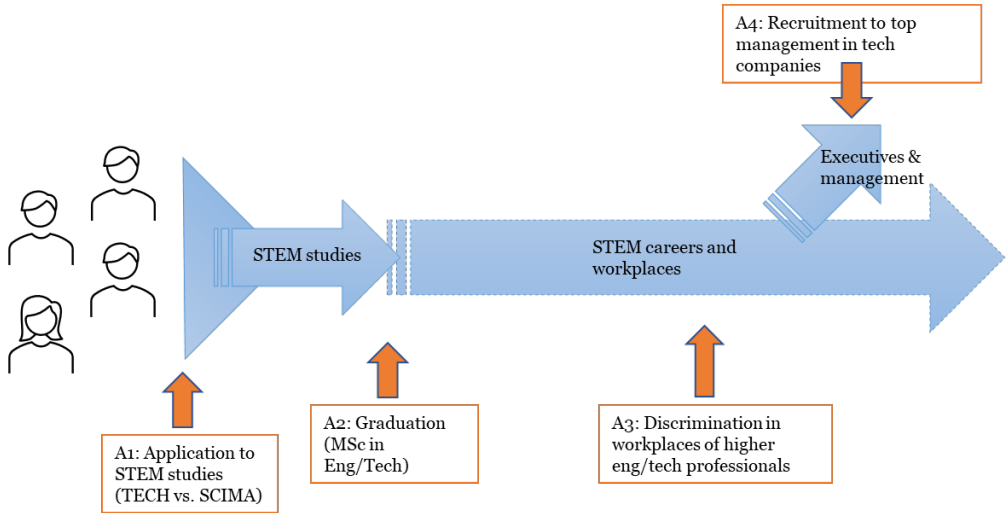 A4: Recruitment to top
management in tech
companies
Executives &
management
STEM studies
STEM careers and
workplaces
A1: Application to
STEM studies
(TECH vs. SCIMA)
A2: Graduation
(MSc in
Eng/Tech)
A3: Discrimination in
workplaces of higher
eng/tech professionals